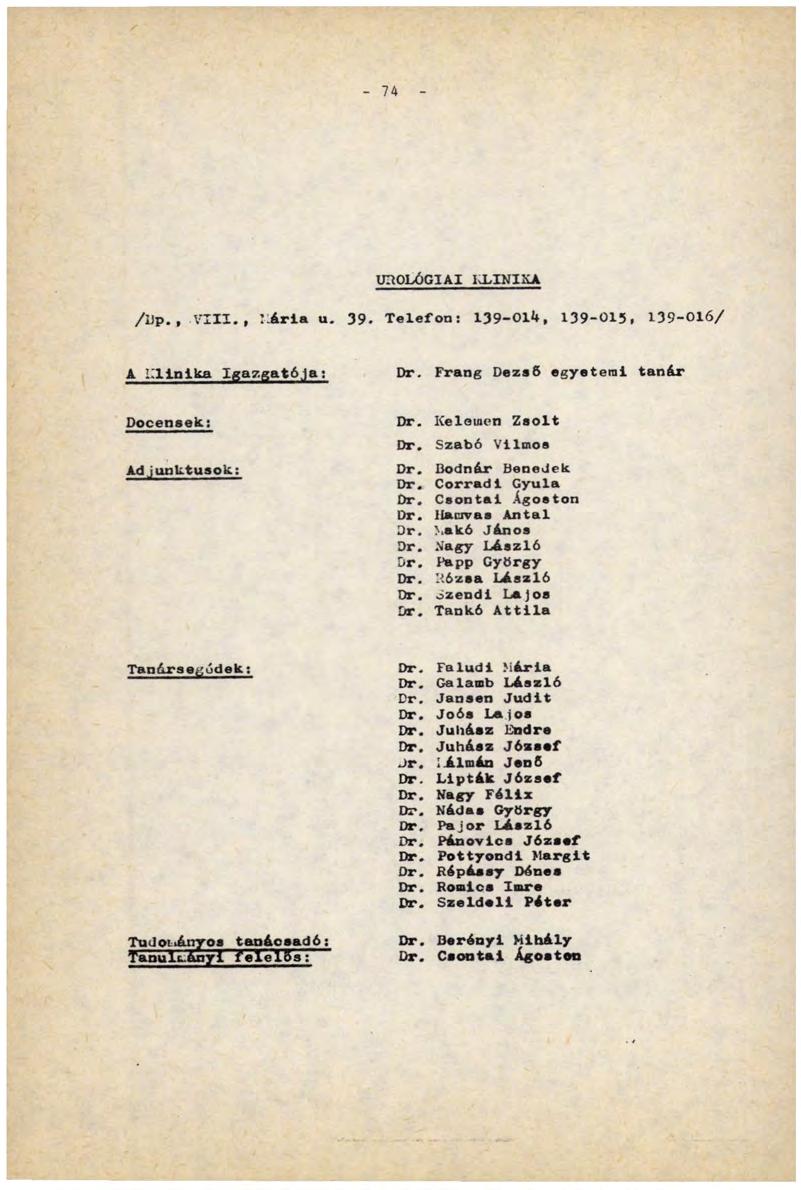 - 74 -
UROLÓGIAI KLINIKA
/Bp., VIII., Mária u. 39. Telefon: 139-014, 139-015, 139-016/
A Klinika Igazgatója: Dr. Frang Dezső egyetemi tanár
Docensek: Dr. Kelemen Zsolt
Dr. Szabó Vilmos
Adjunktusok: Dr. Bodnár Benedek
Dr. Corradi Gyula
Dr. Csontai Ágoston
Dr. Hamvas Antal
Dr. Makó János
Dr. Nagy László
Dr. Papp György
Dr. Rózsa László
Dr. Szendi Lajos
Dr. Tankó Attila
Tanársegédek: Dr. Faludi Mária
Dr. Galamb László
Dr. Jansen Judit
Dr. Joós Lajos
Dr. Juhász Endre
Dr. Juhász József
Dr. Kálmán Jenő
Dr. Lipták József
Dr. Nagy Félix
Dr. Nádas György
Dr. Pajor László
Dr. Pánovics József
Dr. Pottyondi Margit
Dr. Répássy Dénes
Dr. Romics Imre
Dr. Szeldeli Péter
Tudományos tanácsadó: Dr. Berényi Mihály
Tanulmányi felelős: Dr. Csontai Ágoston